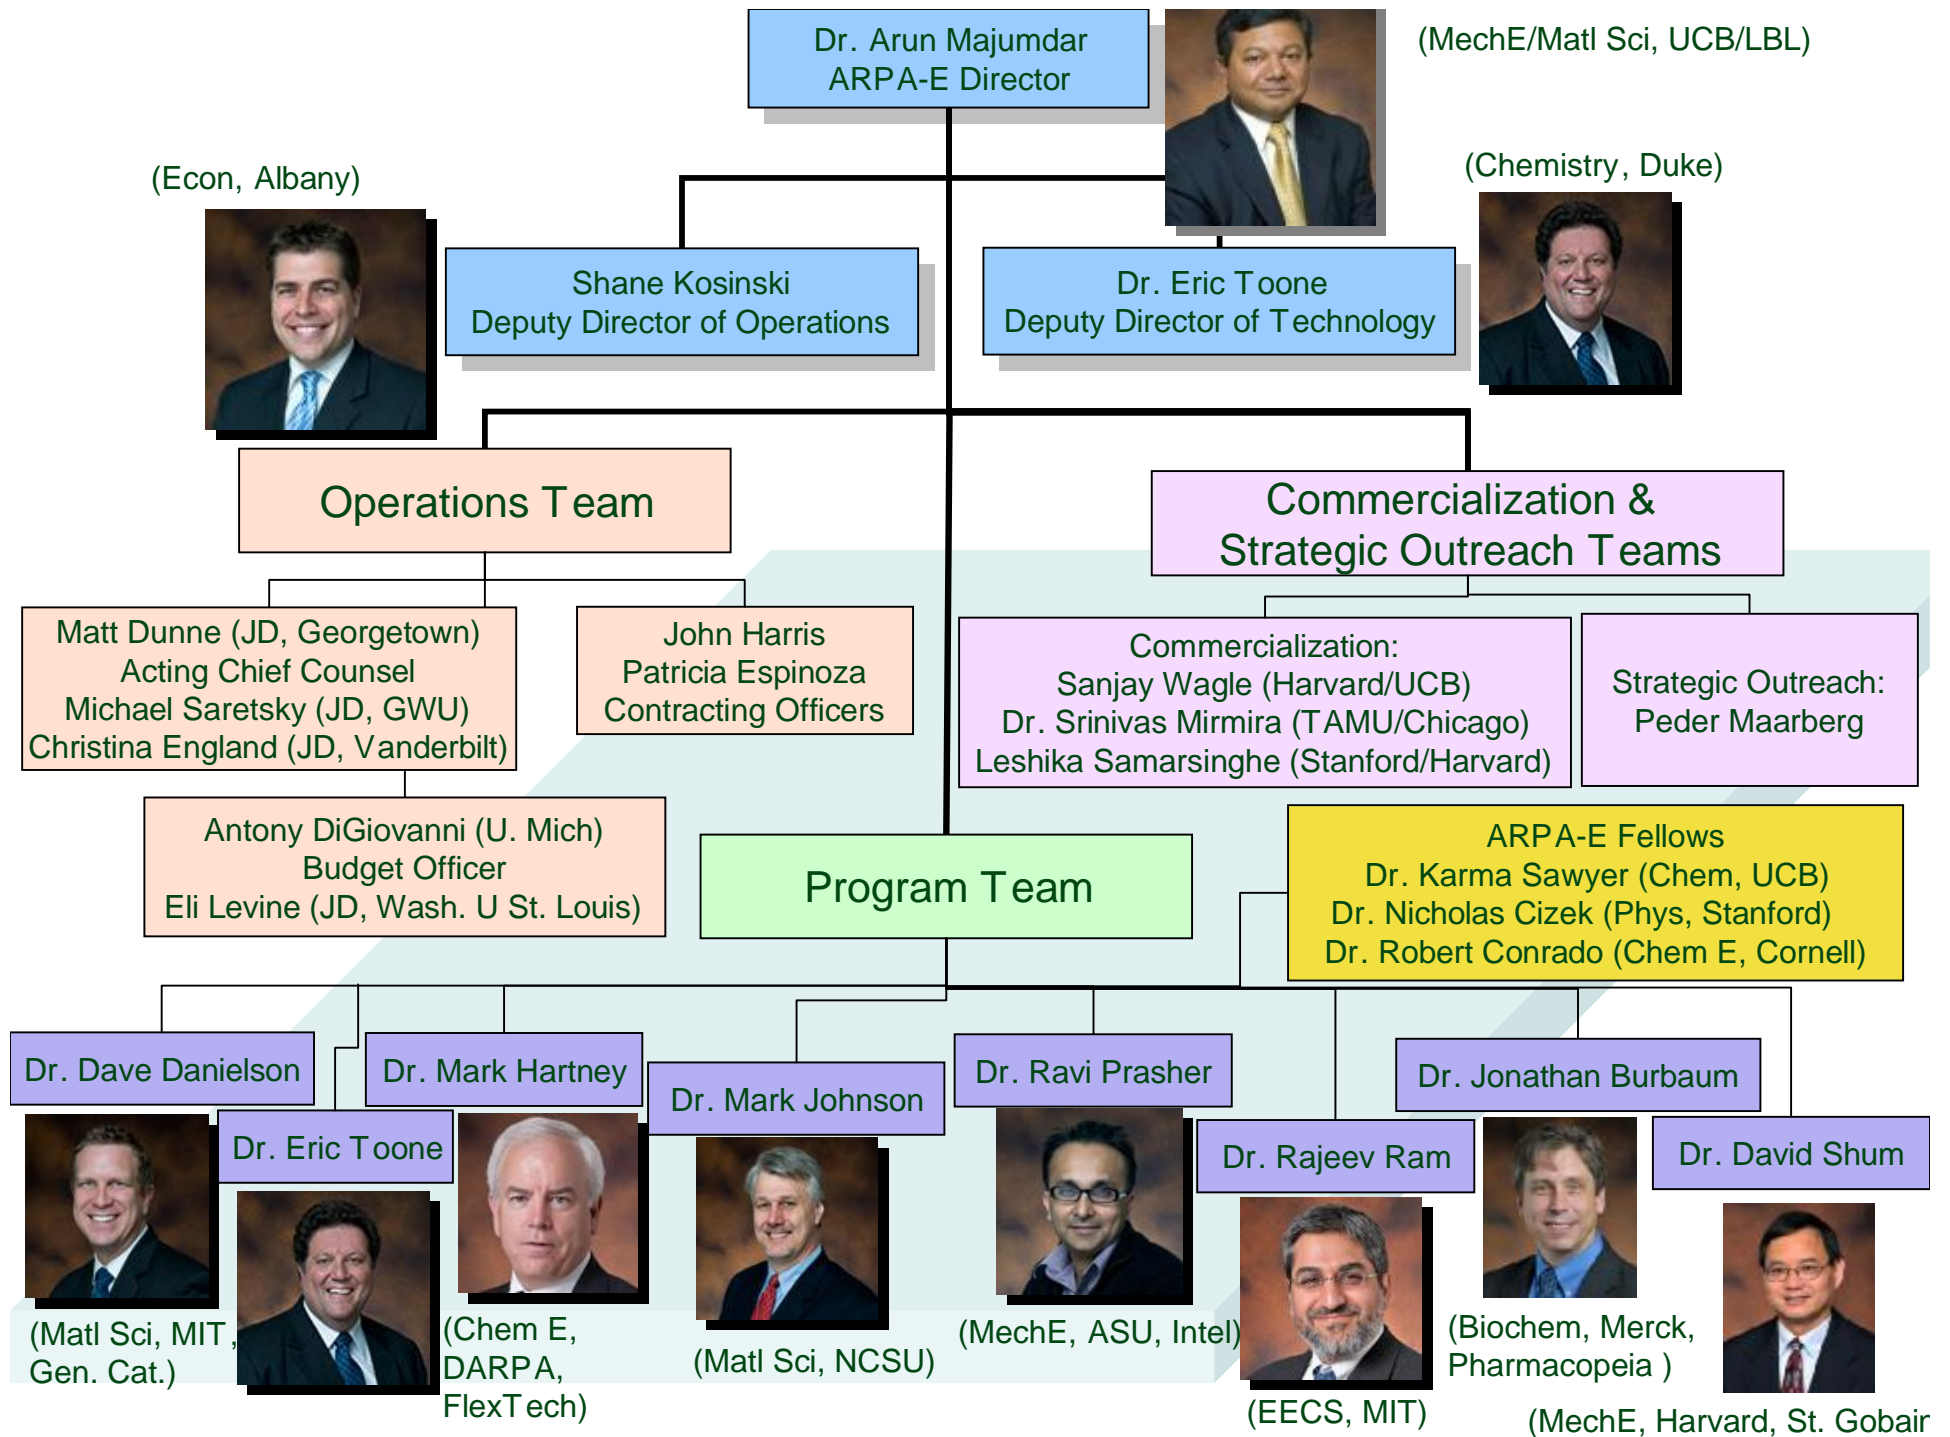 Dr. Arun Majumdar
ARPA-E Director
(MechE/Matl Sci, UCB/LBL)
(Econ, Albany)
(Chemistry, Duke)
Shane Kosinski
Deputy Director of Operations
Dr. Eric Toone
Deputy Director of Technology
Operations Team
Commercialization &
Strategic Outreach Teams
Matt Dunne (JD, Georgetown)
Acting Chief Counsel
Michael Saretsky (JD, GWU)
Christina England (JD, Vanderbilt)
John Harris
Patricia Espinoza
Contracting Officers
Commercialization:
Sanjay Wagle (Harvard/UCB)
Dr. Srinivas Mirmira (TAMU/Chicago)
Leshika Samarsinghe (Stanford/Harvard)
Strategic Outreach:
Peder Maarberg
Antony DiGiovanni (U. Mich)
Budget Officer
Eli Levine (JD, Wash. U St. Louis)
Program Team
ARPA-E Fellows
Dr. Karma Sawyer (Chem, UCB)
Dr. Nicholas Cizek (Phys, Stanford)
Dr. Robert Conrado (Chem E, Cornell)
Dr. Dave Danielson
Dr. Eric Toone
Dr. Mark Hartney
Dr. Mark Johnson
Dr. Ravi Prasher
Dr. Rajeev Ram
Dr. Jonathan Burbaum
Dr. David Shum
(Matl Sci, MIT,
Gen. Cat.)
(Chem E,
DARPA,
FlexTech)
(Matl Sci, NCSU)
(MechE, ASU, Intel)
(EECS, MIT)
(Biochem, Merck,
Pharmacopeia )
(MechE, Harvard, St. Gobain